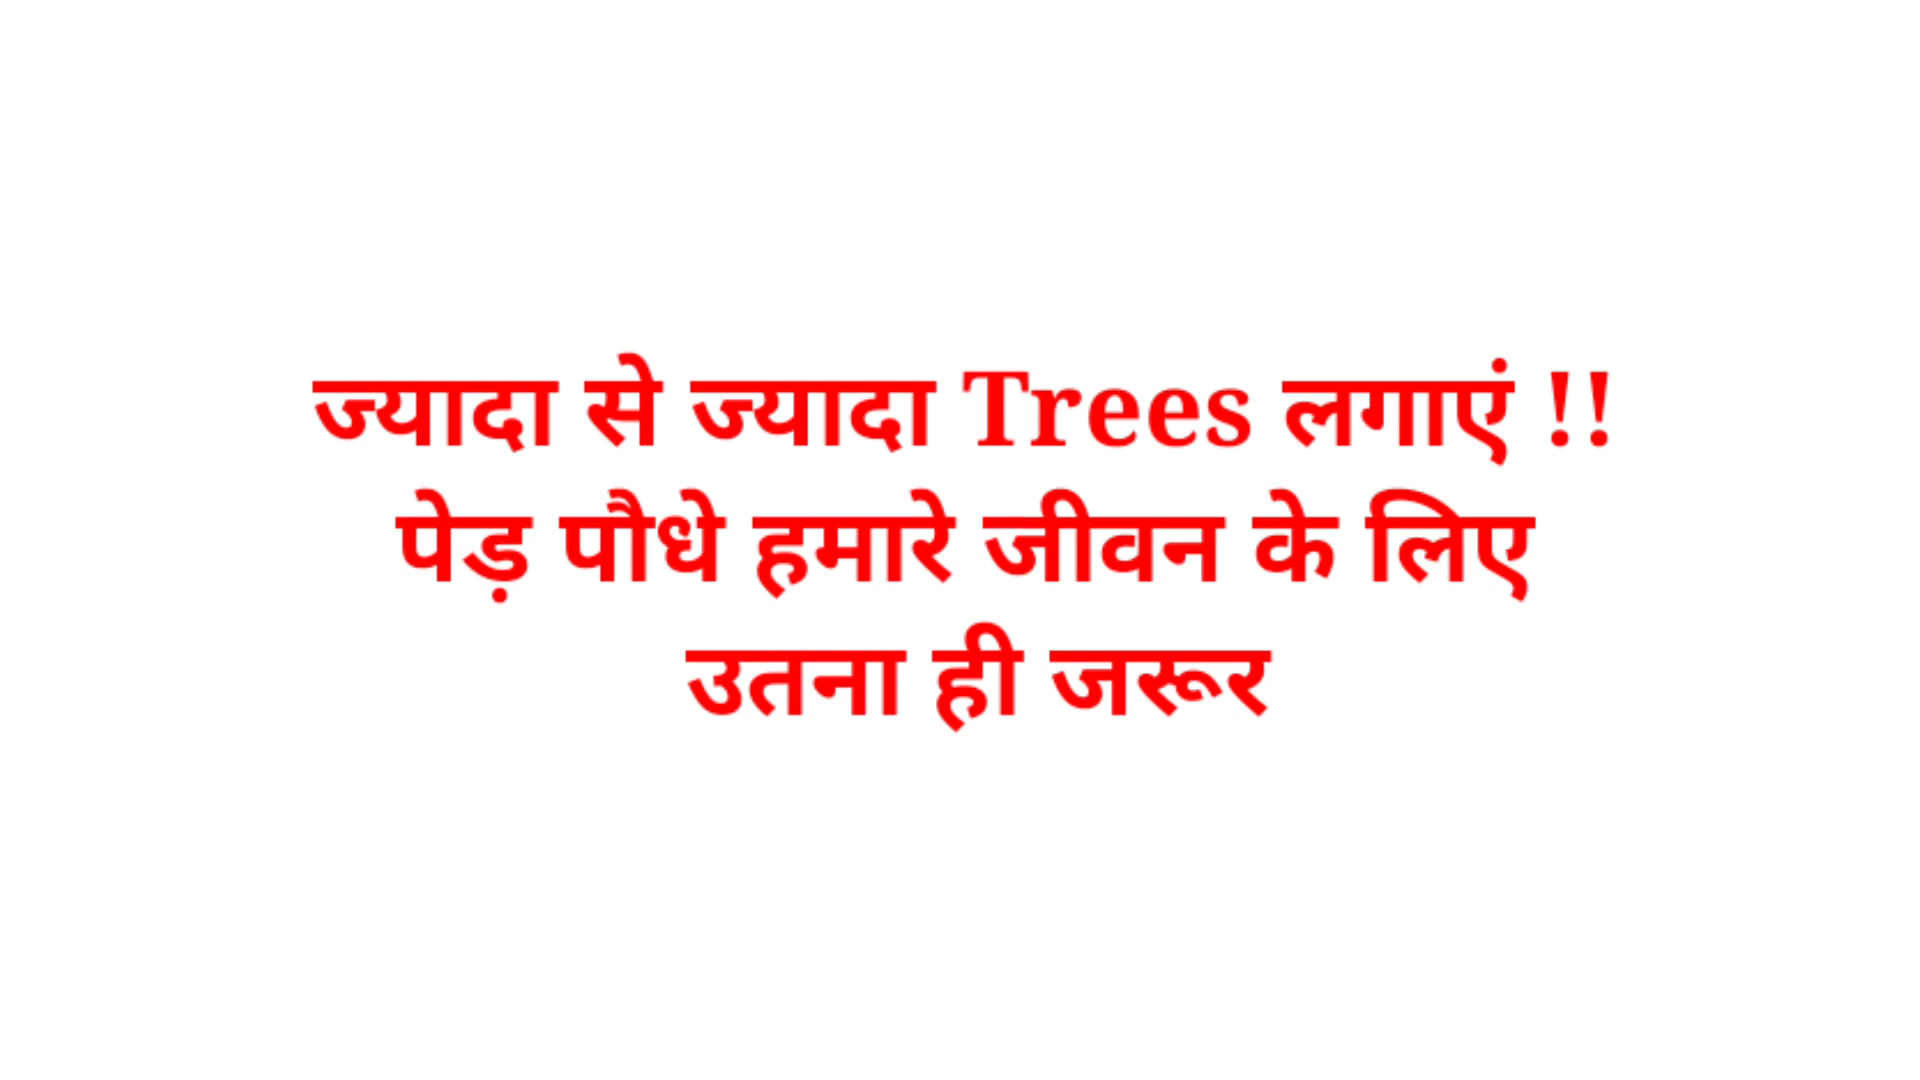 ज्यादा से ज्यादा Trees लगाएं !!
पेड़ पौधे हमारे जीवन के लिए
उतना ही जरूर